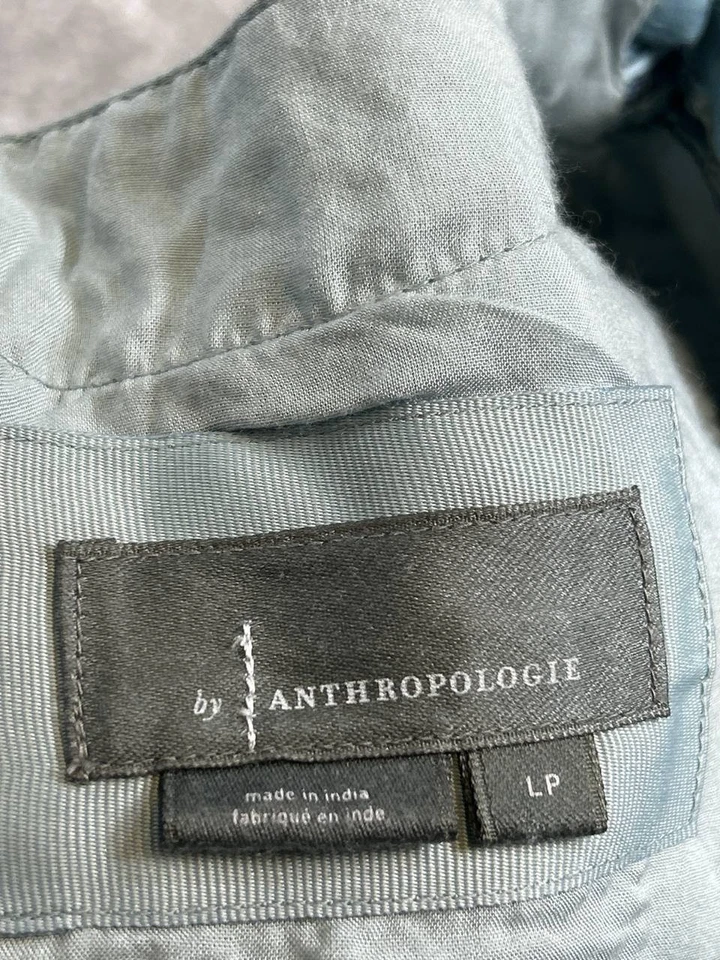 by ANTHROPOLOGIE
made in india
fabriqué en inde
LP